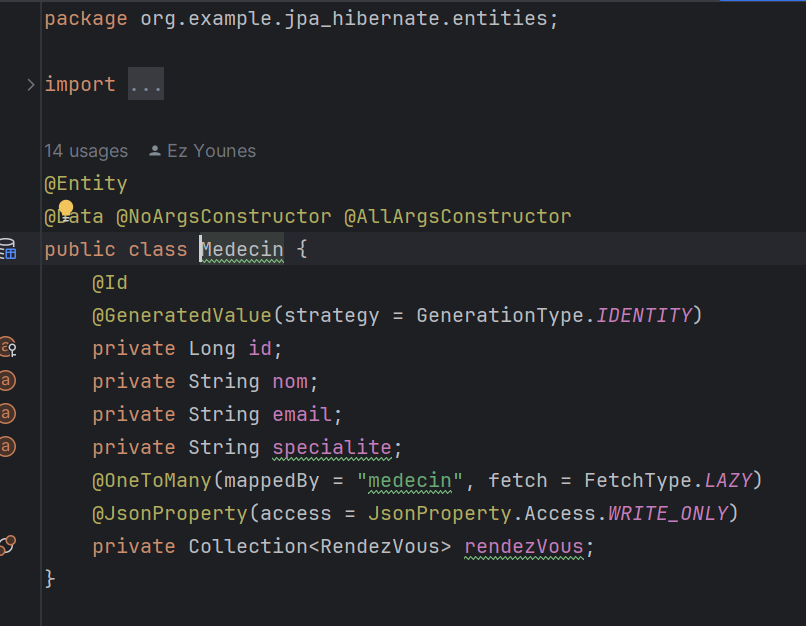 package org.example.jpa_hibernate.entities;
import ...
14 usages Ez Younes
@Entity
@Data @NoArgsConstructor @AllArgsConstructor
public class Medecin {
@Id
@GeneratedValue(strategy = GenerationType.IDENTITY)
private Long id;
private String nom;
private String email;
private String specialite;
@OneToMany(mappedBy = "medecin", fetch = FetchType.LAZY)
@JsonProperty(access = JsonProperty.Access.WRITE_ONLY)
private Collection<RendezVous> rendezVous;
}